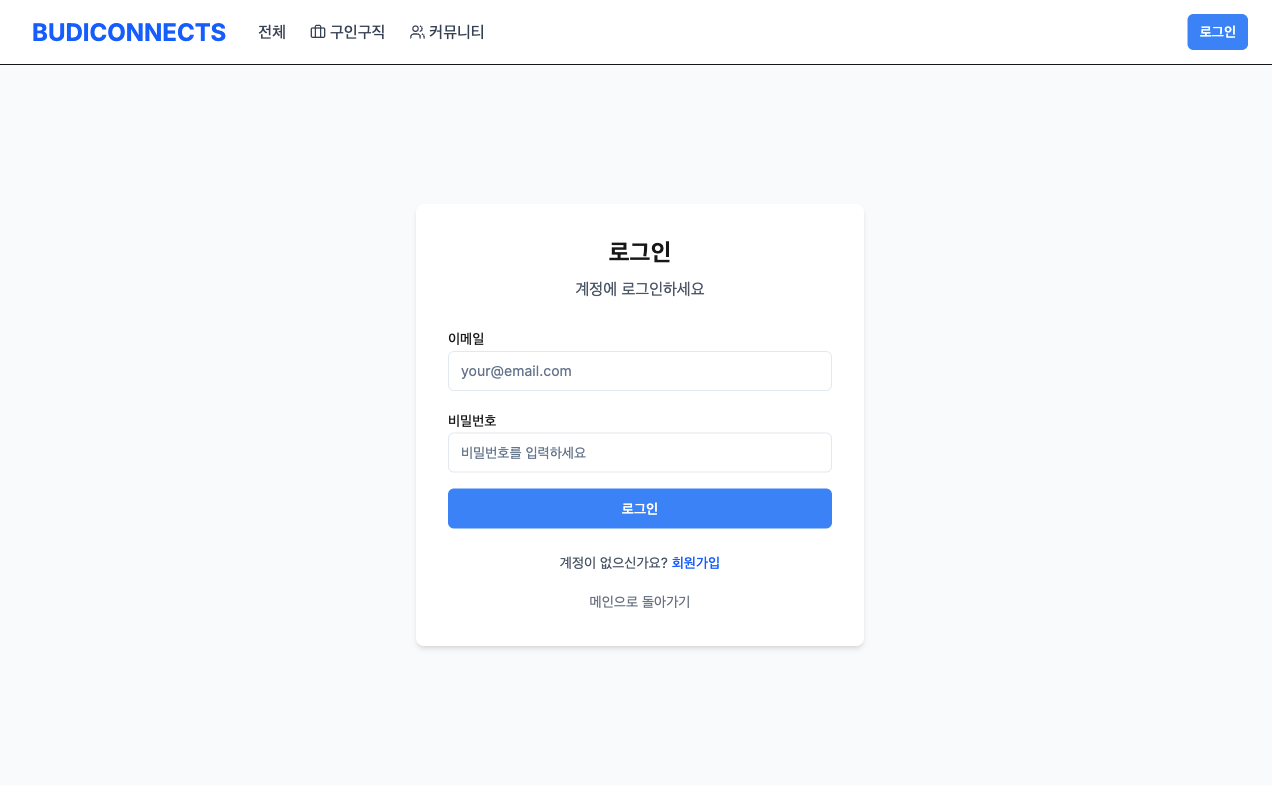 BUDICONNECTS 전체 구인구직 커뮤니티 로그인
로그인
계정에 로그인하세요
이메일
your@email.com
비밀번호
비밀번호를 입력하세요
로그인
계정이 없으신가요? 회원가입
메인으로 돌아가기